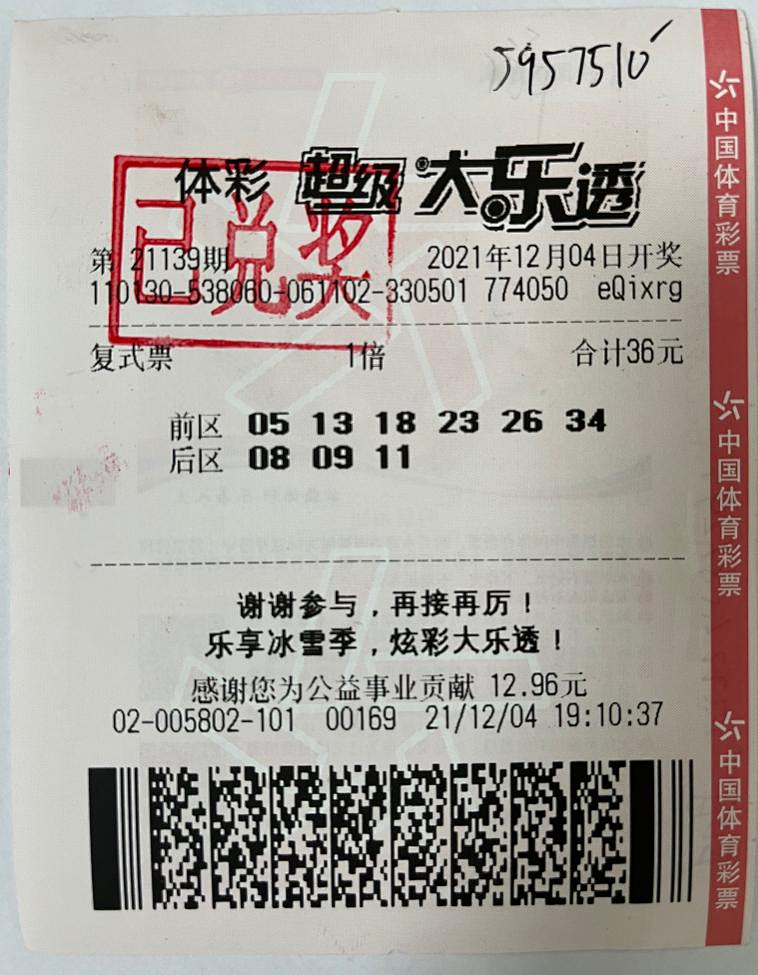 5957510
体彩 超级大乐透
已兑奖
第 21139期 2021年12月04日开奖
110130-538060-061102-330501 774050 eQixrg
复式票 1倍 合计36元
前区 05 13 18 23 26 34
后区 08 09 11
谢谢参与，再接再厉！
乐享冰雪季，炫彩大乐透！
感谢您为公益事业贡献 12.96元
02-005802-101 00169 21/12/04 19:10:37
中国体育彩票
中国体育彩票
中国体育彩票